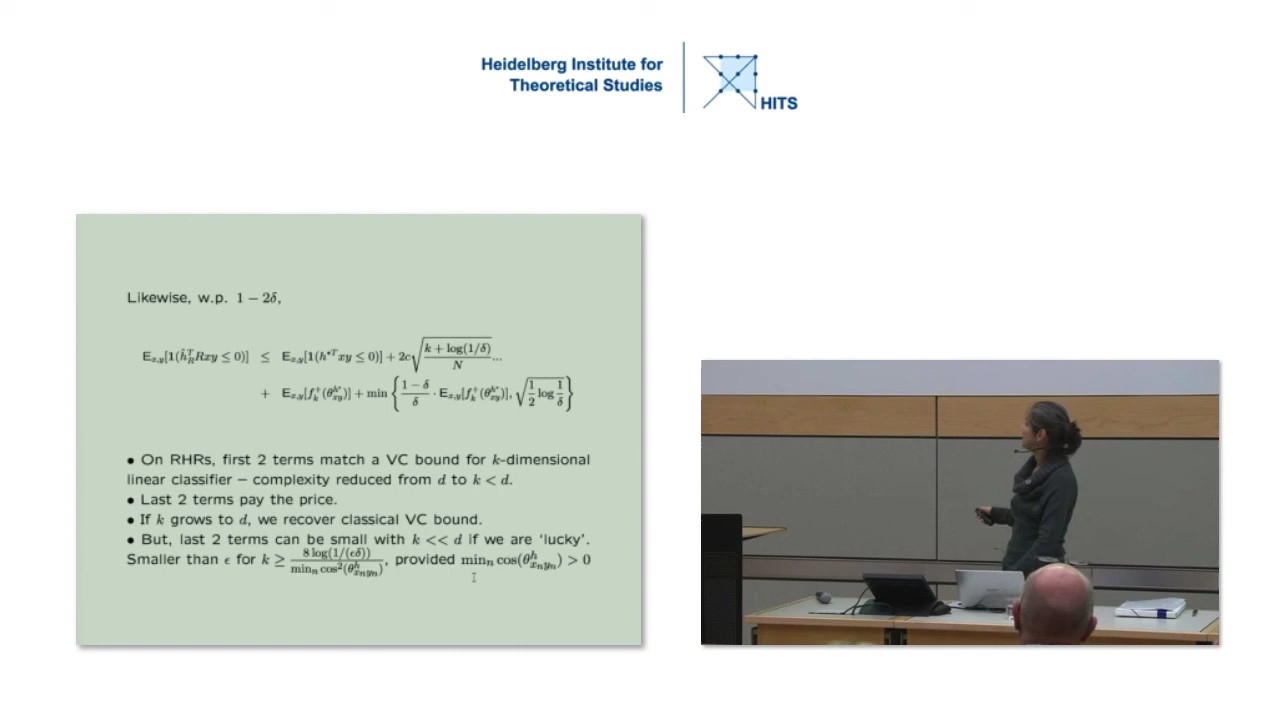 Heidelberg Institute for
Theoretical Studies
HITS
Likewise, w.p. 1 − 2δ,
E_{x,y}[1(ĥ_R^T Rxy ≤ 0)] ≤ E_{x,y}[1(h^{*T}xy ≤ 0)] + 2c√((k + log(1/δ))/N)...
+ E_{x,y}[f_k^+(θ_{xy}^{h*})] + min { (1 − δ)/δ · E_{x,y}[f_k^+(θ_{xy}^{h*})], √(1/2 log 1/δ) }
• On RHRs, first 2 terms match a VC bound for k-dimensional
linear classifier – complexity reduced from d to k < d.
• Last 2 terms pay the price.
• If k grows to d, we recover classical VC bound.
• But, last 2 terms can be small with k << d if we are 'lucky'.
Smaller than ϵ for k ≥ 8 log(1/(ϵδ)) / min_n cos²(θ_{x_n y_n}^h), provided min_n cos(θ_{x_n y_n}^h) > 0